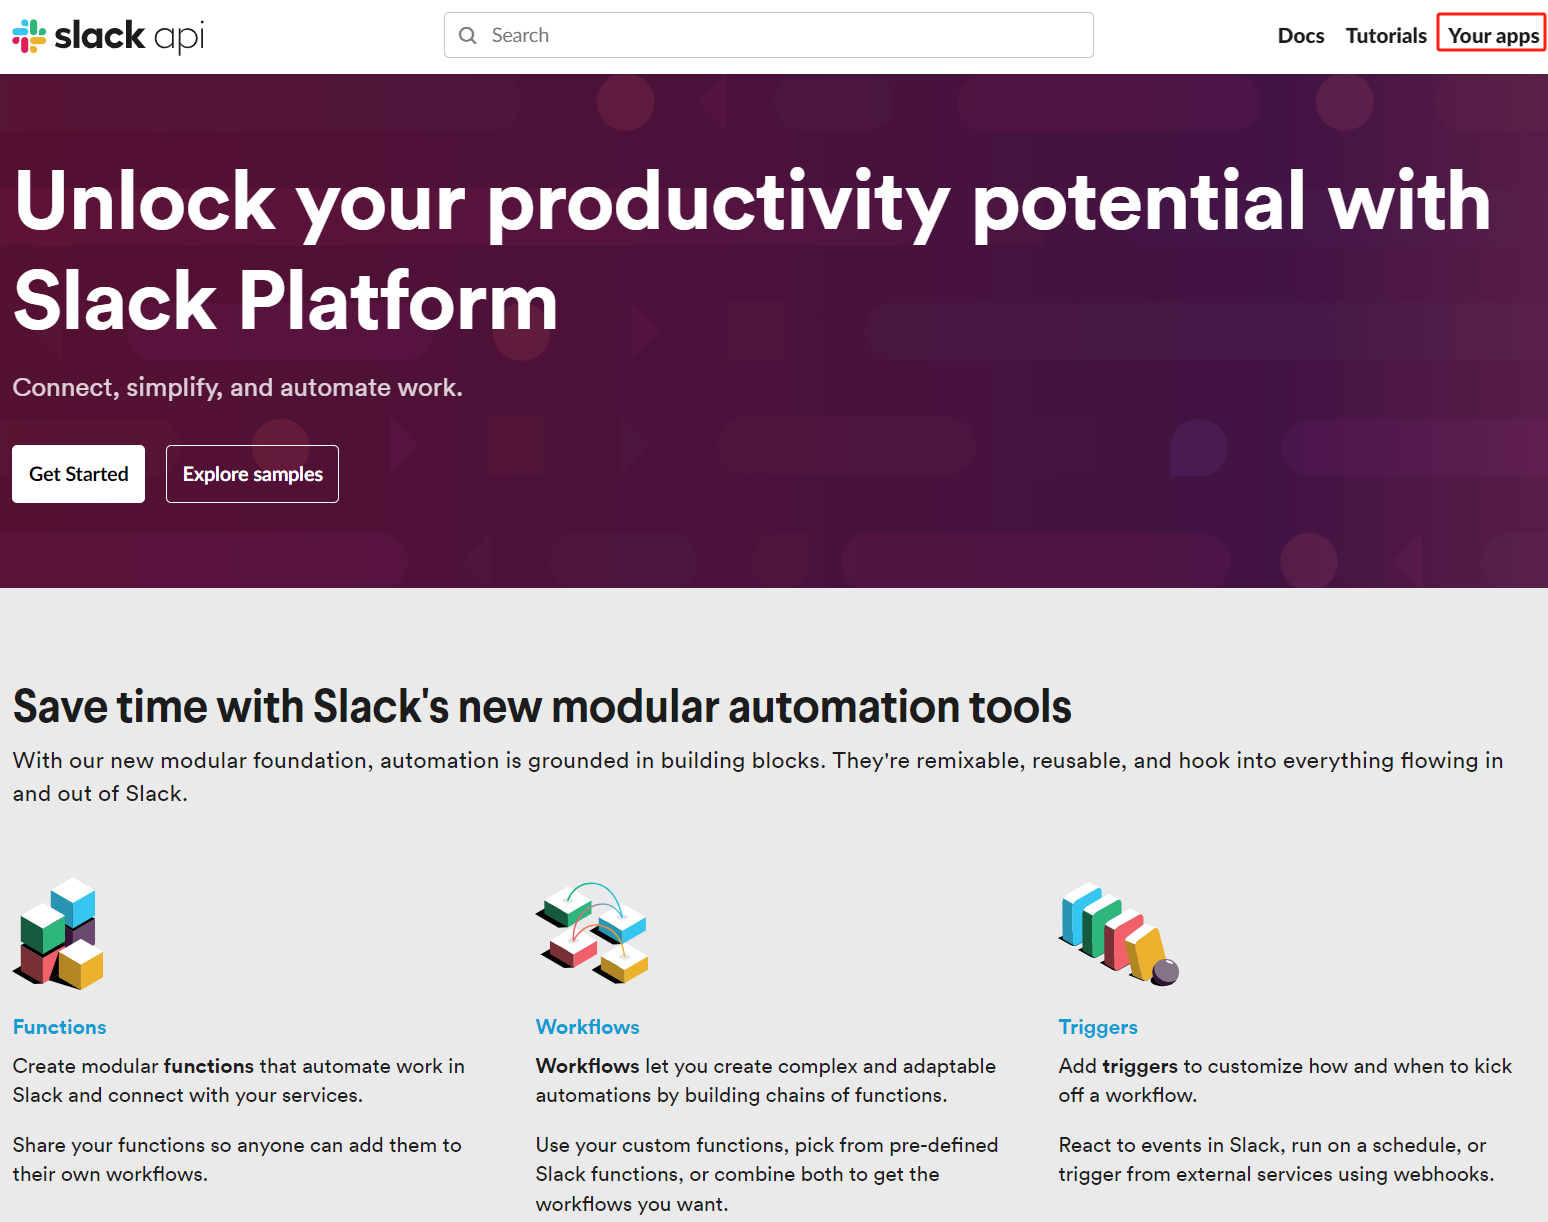 slack api
Search
Docs Tutorials Your apps
Unlock your productivity potential with
Slack Platform
Connect, simplify, and automate work.
Get Started Explore samples
Save time with Slack's new modular automation tools
With our new modular foundation, automation is grounded in building blocks. They're remixable, reusable, and hook into everything flowing in
and out of Slack.
Functions
Create modular functions that automate work in
Slack and connect with your services.
Share your functions so anyone can add them to
their own workflows.
Workflows
Workflows let you create complex and adaptable
automations by building chains of functions.
Use your custom functions, pick from pre-defined
Slack functions, or combine both to get the
workflows you want.
Triggers
Add triggers to customize how and when to kick
off a workflow.
React to events in Slack, run on a schedule, or
trigger from external services using webhooks.